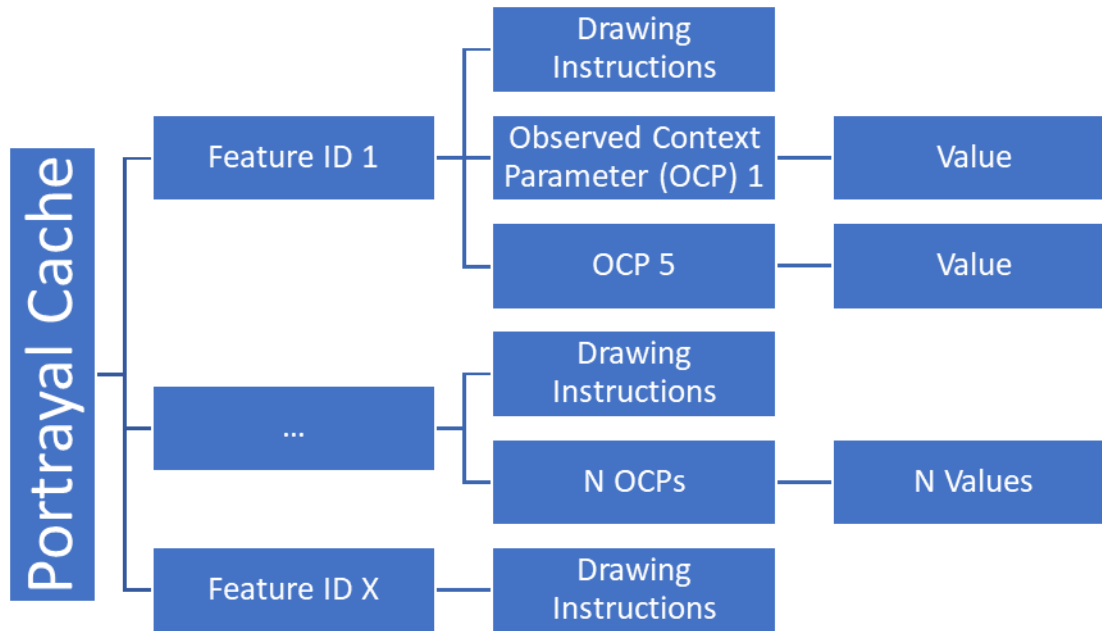 Portrayal Cache
Feature ID 1
Drawing
Instructions
Observed Context
Parameter (OCP) 1
Value
OCP 5
Value
...
Drawing
Instructions
N OCPs
N Values
Feature ID X
Drawing
Instructions